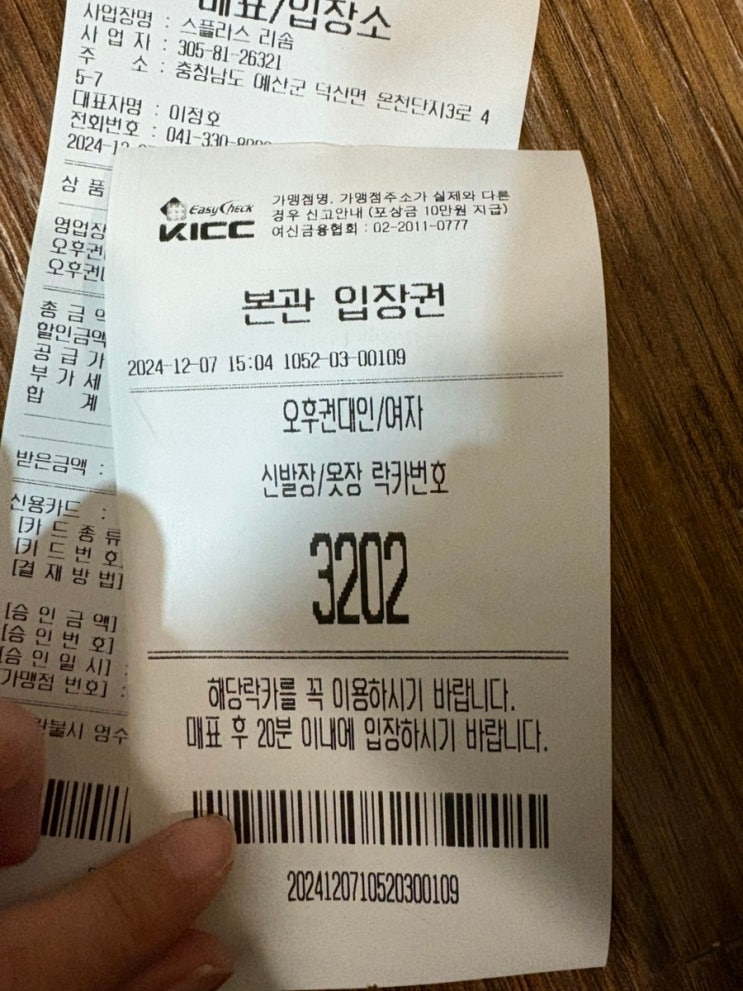 매표/입장소
사업장명 : 스플라스 리솜
사 업 자 : 305-81-26321
주 소 : 충청남도 예산군 덕산면 온천단지3로 4
5-7
대표자명 : 이정호
전화번호 : 041-330-8000
2024-12-
상 품
영업장
오후권
오후권
총 금
할인금액
공 급 가
부 가 세
합 계
받은금액 :
신용카드 :
[카 드 종 류
[카 드 번 호
[결 재 방 법]
[승 인 금 액]
[승 인 번 호]
[승 인 일 시] :
[가맹점 번호] :
환불시 영수
EasyCheck
KICC
가맹점명, 가맹점주소가 실제와 다른
경우 신고안내 (포상금 10만원 지급)
여신금융협회 : 02-2011-0777
본관 입장권
2024-12-07 15:04 1052-03-00109
오후권대인/여자
신발장/옷장 락카번호
3202
해당락카를 꼭 이용하시기 바랍니다.
매표 후 20분 이내에 입장하시기 바랍니다.
2024120710520300109